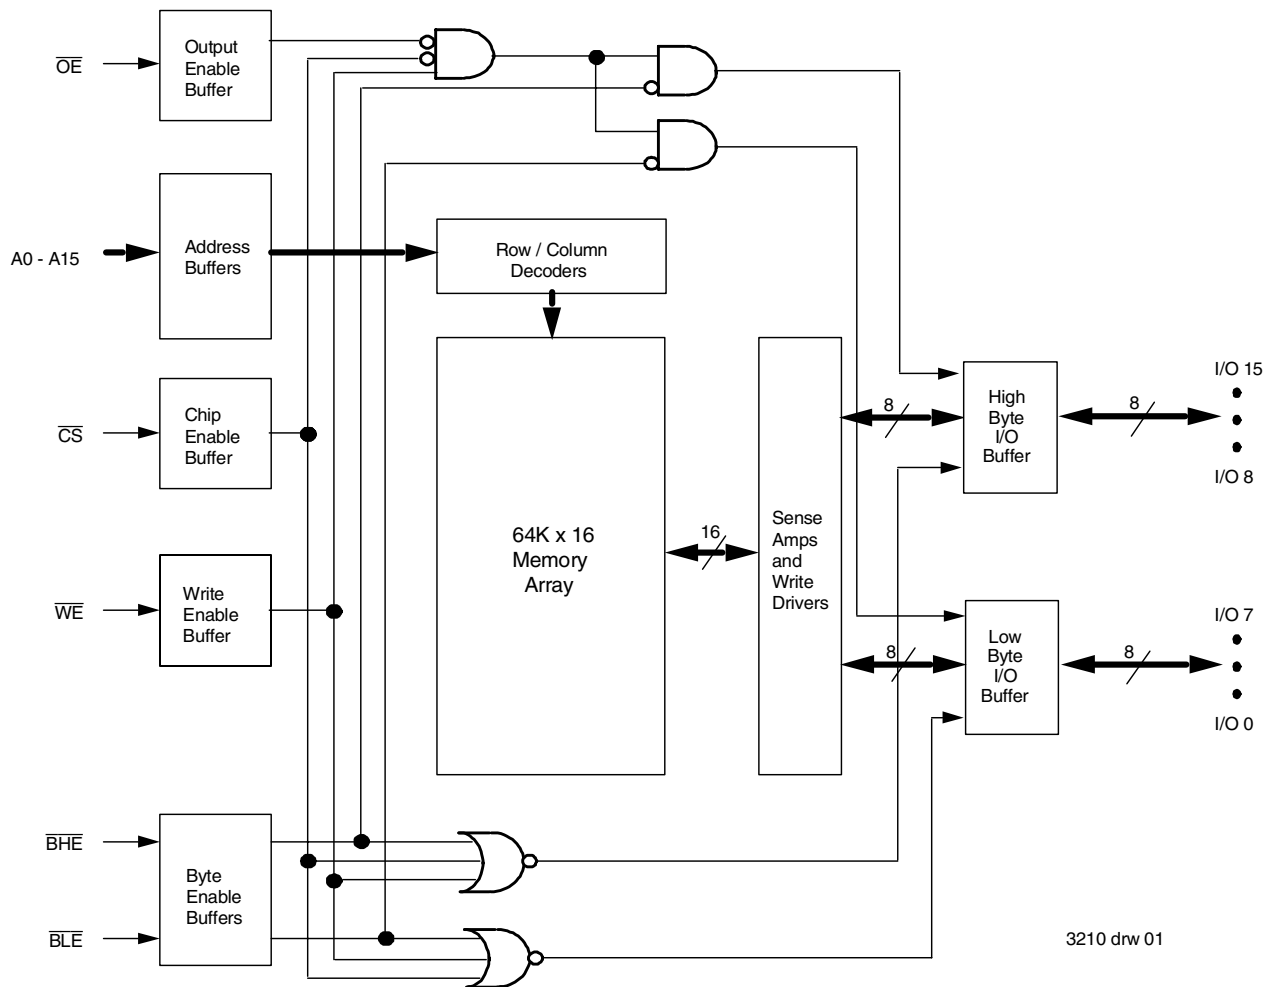 OE
Output
Enable
Buffer
A0 - A15
Address
Buffers
Row / Column
Decoders
CS
Chip
Enable
Buffer
WE
Write
Enable
Buffer
64K x 16
Memory
Array
16
Sense
Amps
and
Write
Drivers
8
High
Byte
I/O
Buffer
8
I/O 15
I/O 8
8
Low
Byte
I/O
Buffer
8
I/O 7
I/O 0
BHE
Byte
Enable
Buffers
BLE
3210 drw 01